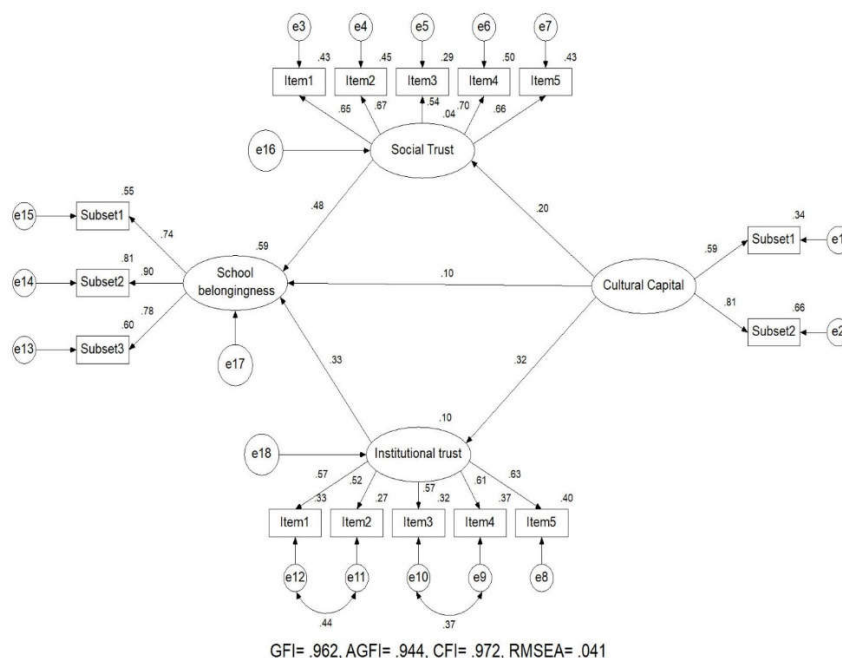 e3 e4 e5 e6 e7
.43 .45 .29 .50 .43
Item1 Item2 Item3 Item4 Item5
.65 .67 .54 .70 .66
.04
e16 Social Trust
.48 .20
e15 .55 Subset1
.74
e14 .81 Subset2 .90
e13 .60 Subset3 .78
.59
School
belongingness
e17
.10
Cultural Capital
.59 .34 Subset1 e1
.81 .66 Subset2 e2
.33 .32
.10
e18 Institutional trust
.57 .52 .57 .61 .63
.33 .27 .32 .37 .40
Item1 Item2 Item3 Item4 Item5
e12 e11 e10 e9 e8
.44 .37
GFI= .962, AGFI= .944, CFI= .972, RMSEA= .041